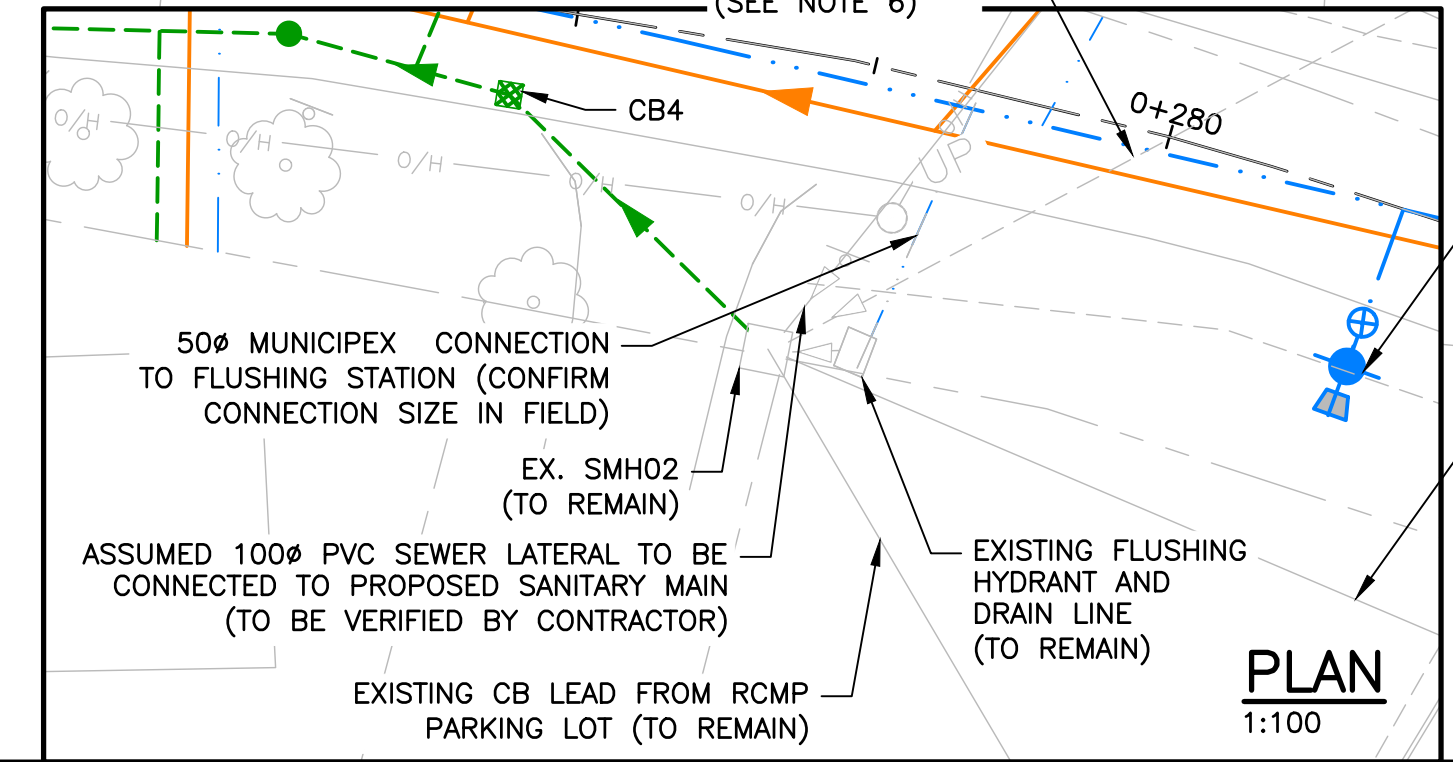 (SEE NOTE 6)
CB4
0+280
O/H
O/H
O/H
O/H
O/H
UP
50ø MUNICIPEX CONNECTION
TO FLUSHING STATION (CONFIRM
CONNECTION SIZE IN FIELD)
EX. SMH02
(TO REMAIN)
ASSUMED 100ø PVC SEWER LATERAL TO BE
CONNECTED TO PROPOSED SANITARY MAIN
(TO BE VERIFIED BY CONTRACTOR)
EXISTING FLUSHING
HYDRANT AND
DRAIN LINE
(TO REMAIN)
EXISTING CB LEAD FROM RCMP
PARKING LOT (TO REMAIN)
PLAN
1:100